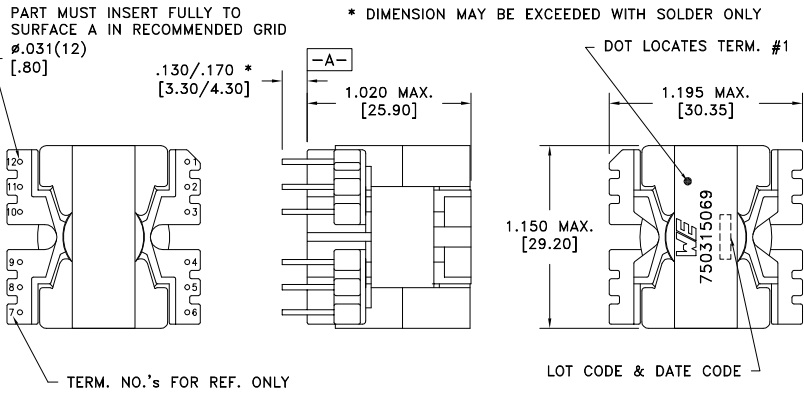 PART MUST INSERT FULLY TO
SURFACE A IN RECOMMENDED GRID
ø.031(12)
[.80]
* DIMENSION MAY BE EXCEEDED WITH SOLDER ONLY
.130/.170 *
[3.30/4.30]
-A-
1.020 MAX.
[25.90]
DOT LOCATES TERM. #1
1.195 MAX.
[30.35]
12 1
11 2
10 3
9 4
8 5
7 6
1.150 MAX.
[29.20]
WE
750315069
TERM. NO.'s FOR REF. ONLY
LOT CODE & DATE CODE